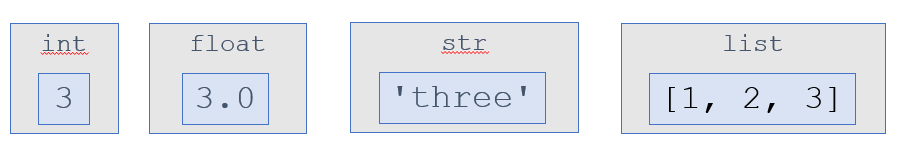 int
3
float
3.0
str
'three'
list
[1, 2, 3]